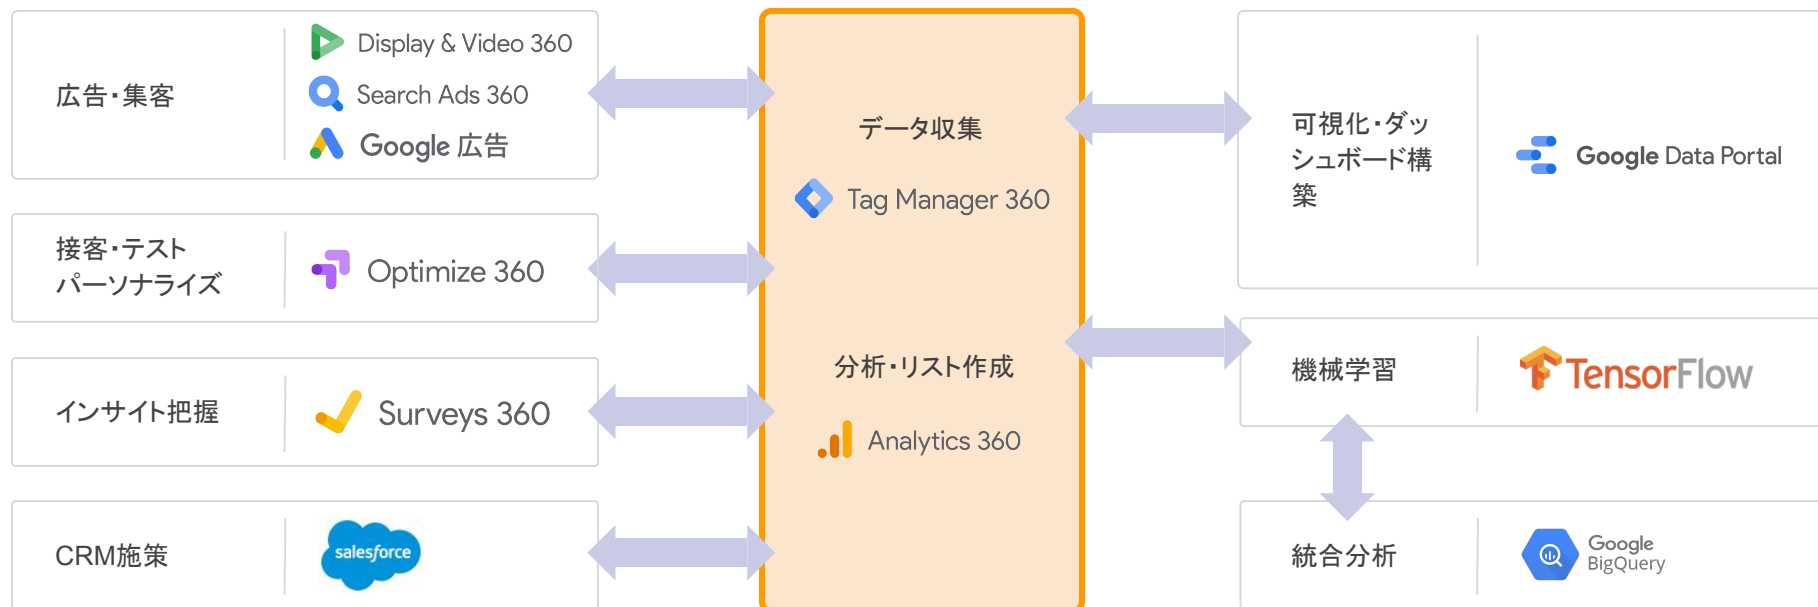 広告・集客
Display & Video 360
Search Ads 360
Google 広告
接客・テスト
パーソナライズ
Optimize 360
インサイト把握
Surveys 360
CRM施策
salesforce
データ収集
Tag Manager 360
分析・リスト作成
Analytics 360
可視化・ダッ
シュボード構
築
Google Data Portal
機械学習
TensorFlow
統合分析
Google
BigQuery